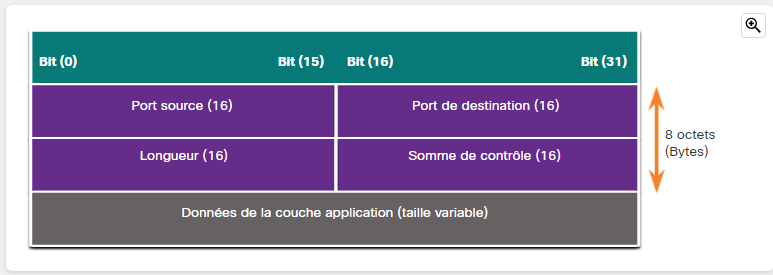 Bit (0) Bit (15) Bit (16) Bit (31)
Port source (16) Port de destination (16)
Longueur (16) Somme de contrôle (16)
8 octets
(Bytes)
Données de la couche application (taille variable)